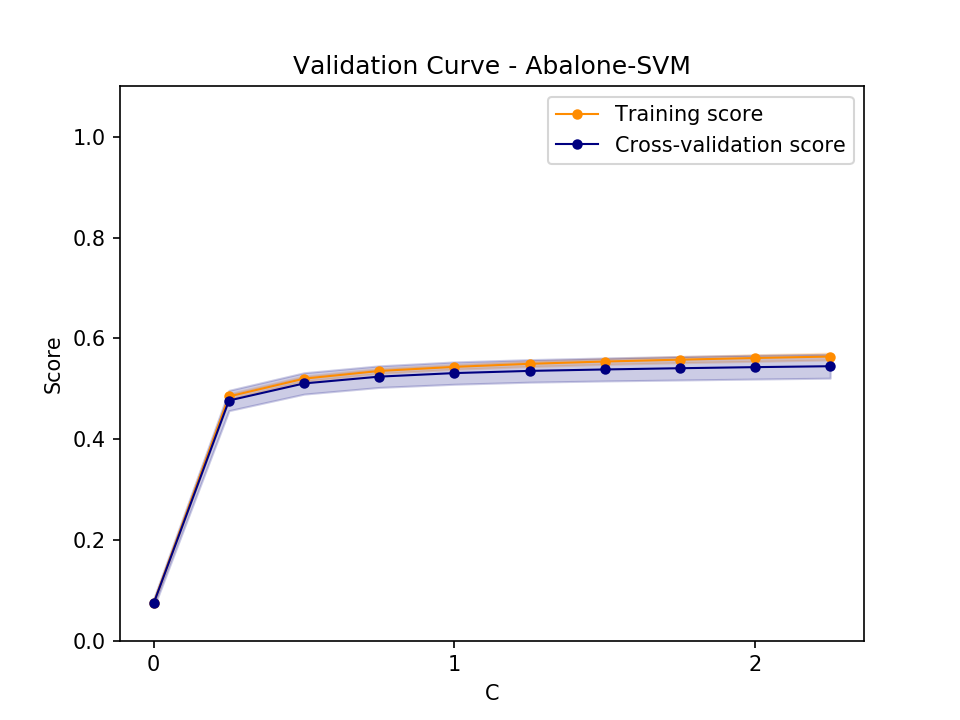 Validation Curve - Abalone-SVM
Training score
Cross-validation score
1.0
0.8
0.6
0.4
0.2
0.0
Score
0 1 2
C